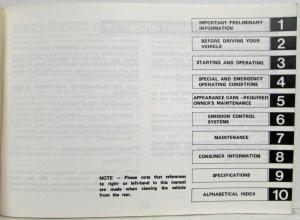 IMPORTANT PRELIMINARY
INFORMATION
1
BEFORE DRIVING YOUR
VEHICLE
2
STARTING AND OPERATING
3
SPECIAL AND EMERGENCY
OPERATING CONDITIONS
4
APPEARANCE CARE - REQUIRED
OWNER'S MAINTENANCE
5
EMISSION CONTROL
SYSTEMS
6
MAINTENANCE
7
CONSUMER INFORMATION
8
SPECIFICATIONS
9
ALPHABETICAL INDEX
10
NOTE – Please note that references
to right- or left-hand in this manual
are made when viewing the vehicle
from the rear.